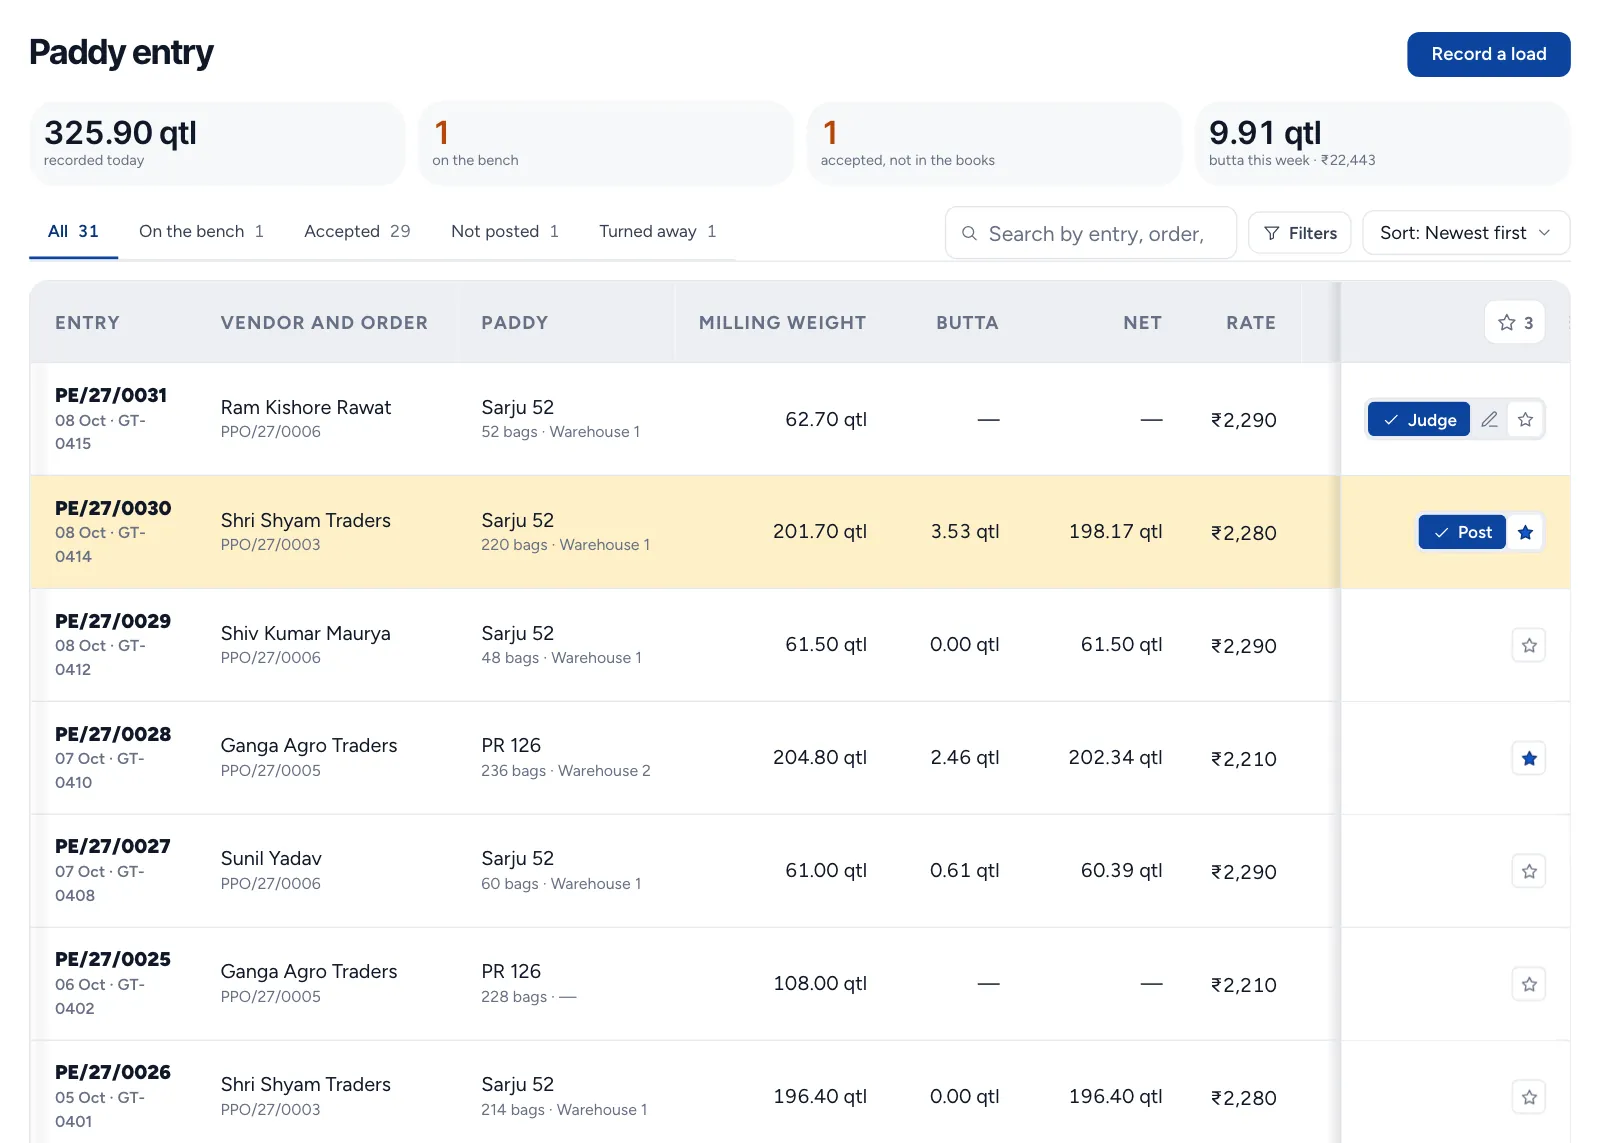 Paddy entry
Record a load
325.90 qtl
recorded today
1
on the bench
1
accepted, not in the books
9.91 qtl
butta this week · ₹22,443
All 31
On the bench 1
Accepted 29
Not posted 1
Turned away 1
Search by entry, order,
Filters
Sort: Newest first
ENTRY VENDOR AND ORDER PADDY MILLING WEIGHT BUTTA NET RATE 3
PE/27/0031
08 Oct · GT-
0415
Ram Kishore Rawat
PPO/27/0006
Sarju 52
52 bags · Warehouse 1
62.70 qtl
—
—
₹2,290
Judge
PE/27/0030
08 Oct · GT-
0414
Shri Shyam Traders
PPO/27/0003
Sarju 52
220 bags · Warehouse 1
201.70 qtl
3.53 qtl
198.17 qtl
₹2,280
Post
PE/27/0029
08 Oct · GT-
0412
Shiv Kumar Maurya
PPO/27/0006
Sarju 52
48 bags · Warehouse 1
61.50 qtl
0.00 qtl
61.50 qtl
₹2,290
PE/27/0028
07 Oct · GT-
0410
Ganga Agro Traders
PPO/27/0005
PR 126
236 bags · Warehouse 2
204.80 qtl
2.46 qtl
202.34 qtl
₹2,210
PE/27/0027
07 Oct · GT-
0408
Sunil Yadav
PPO/27/0006
Sarju 52
60 bags · Warehouse 1
61.00 qtl
0.61 qtl
60.39 qtl
₹2,290
PE/27/0025
06 Oct · GT-
0402
Ganga Agro Traders
PPO/27/0005
PR 126
228 bags · —
108.00 qtl
—
—
₹2,210
PE/27/0026
05 Oct · GT-
0401
Shri Shyam Traders
PPO/27/0003
Sarju 52
214 bags · Warehouse 1
196.40 qtl
0.00 qtl
196.40 qtl
₹2,280